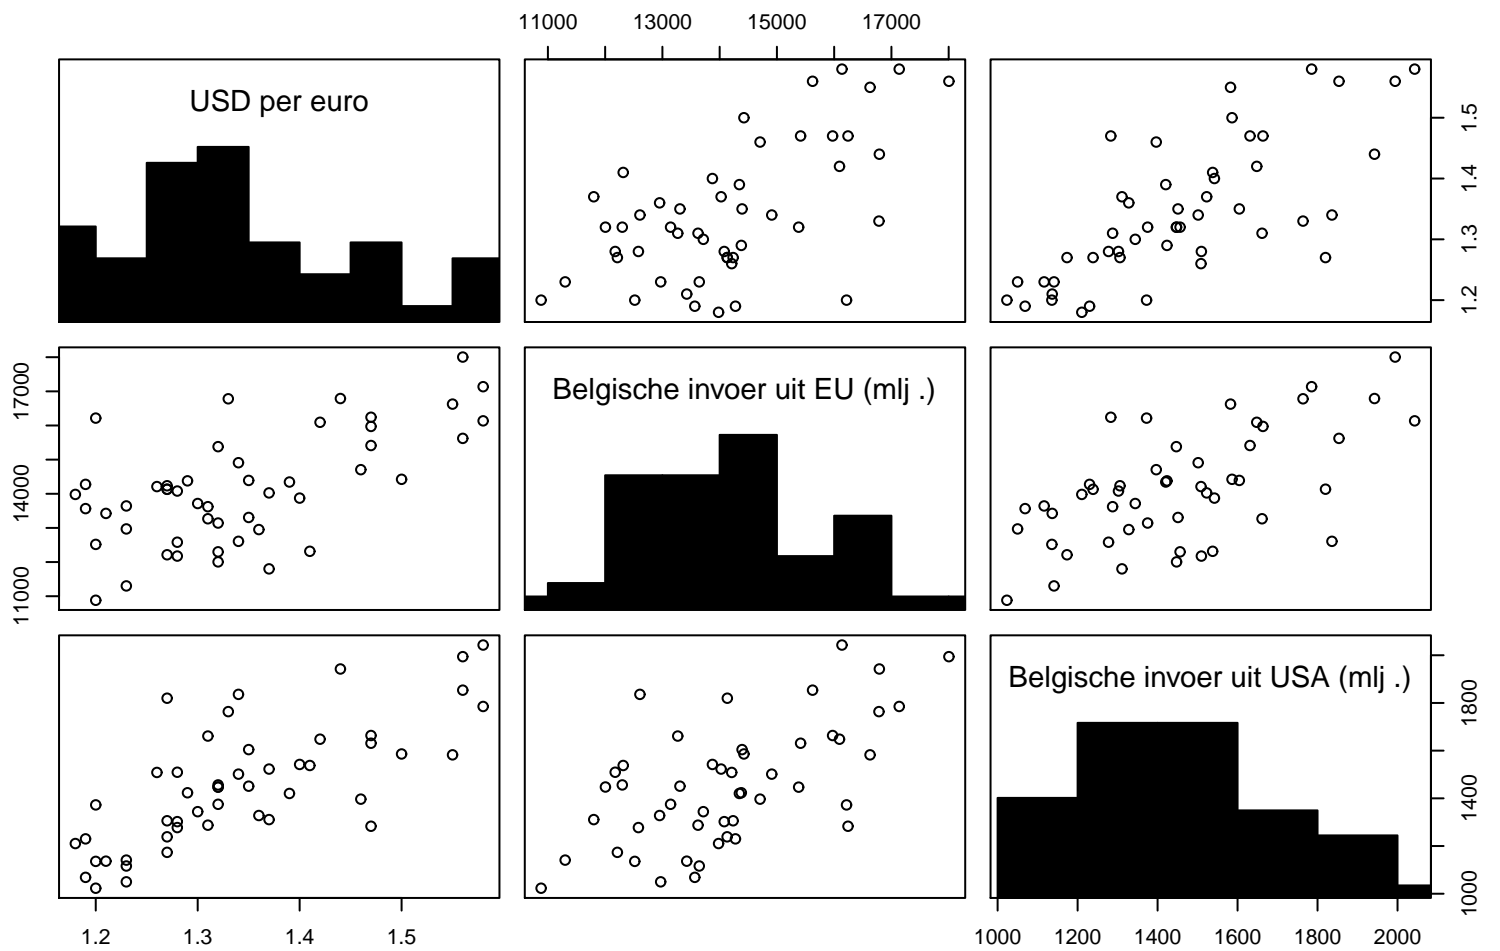 11000 13000 15000 17000
USD per euro
1.2 1.3 1.4 1.5
11000 14000 17000
Belgische invoer uit EU (mlj .)
Belgische invoer uit USA (mlj .)
1000 1400 1800
1.2 1.3 1.4 1.5
1000 1200 1400 1600 1800 2000